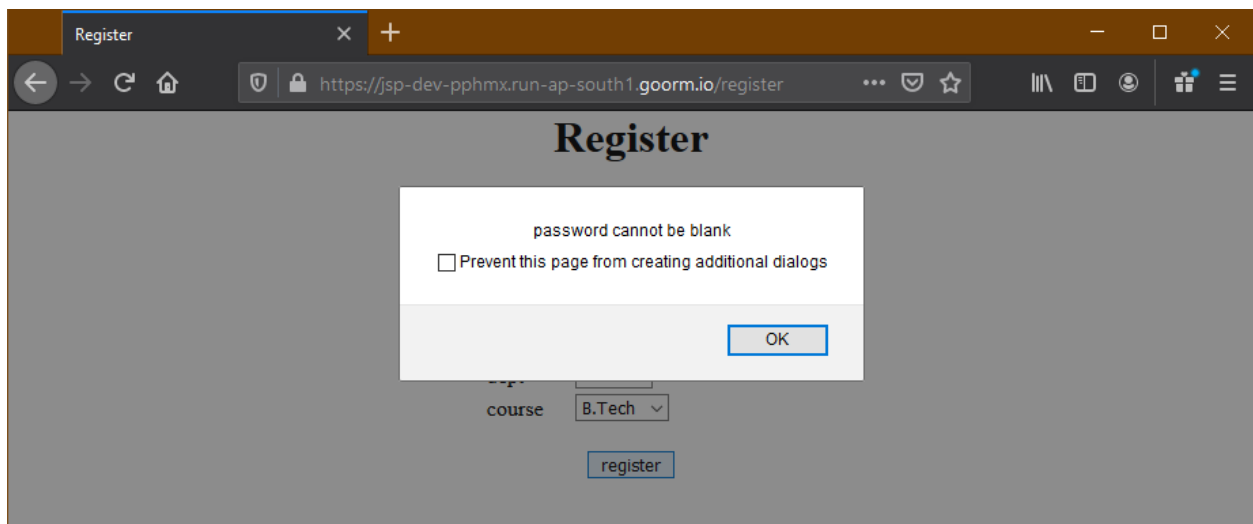 Register
https://jsp-dev-pphmx.run-ap-south1.goorm.io/register
Register
password cannot be blank
Prevent this page from creating additional dialogs
OK
course B.Tech
register